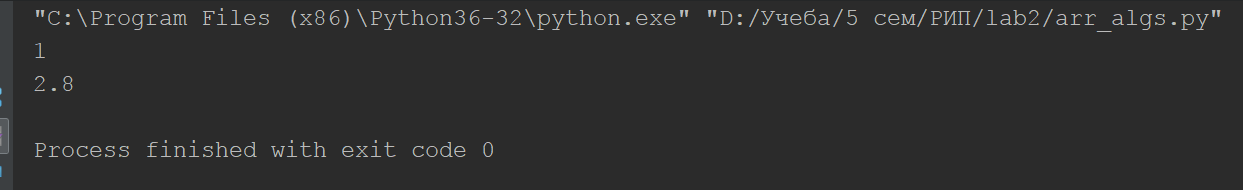 "C:\Program Files (x86)\Python36-32\python.exe" "D:/Учеба/5 сем/РИП/lab2/arr_algs.py"
1
2.8
Process finished with exit code 0